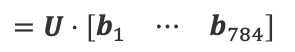 = 𝑼 ⋅ [𝒃₁ ⋯ 𝒃₇₈₄]